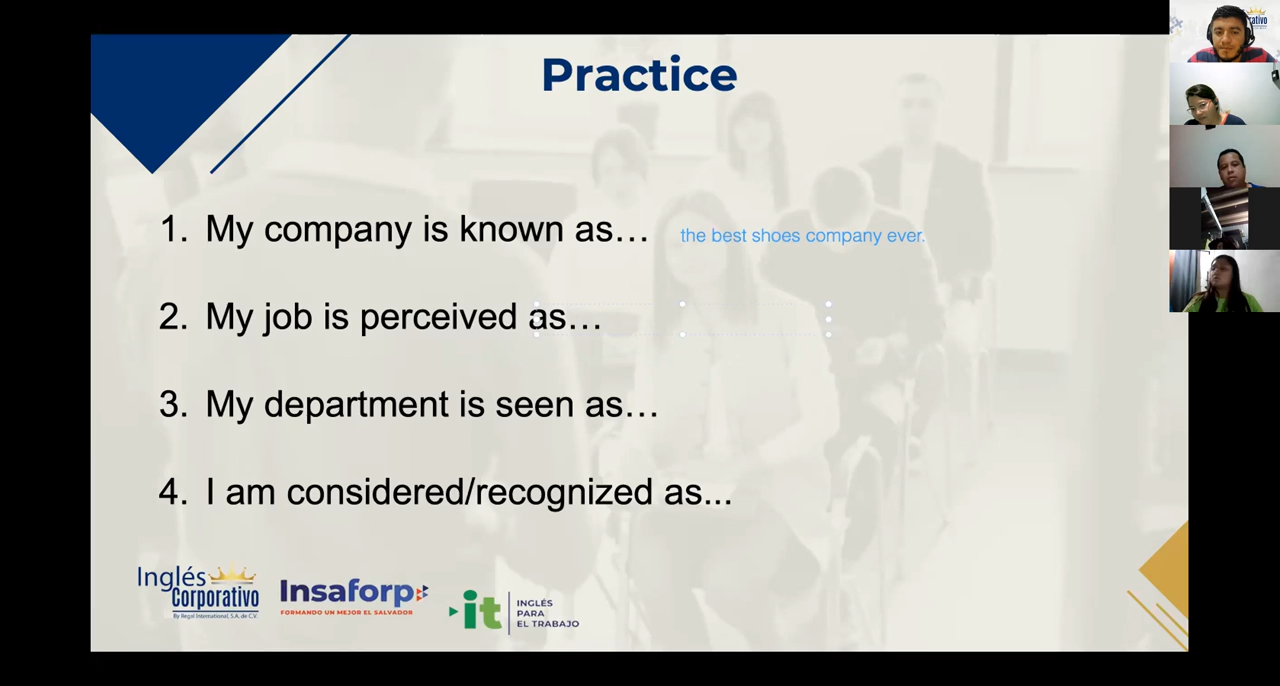 Practice
1. My company is known as… the best shoes company ever.
2. My job is perceived as…
3. My department is seen as…
4. I am considered/recognized as...
Inglés
Corporativo
By Regal International, S.A. de C.V.
Insaforp
FORMANDO UN MEJOR EL SALVADOR
it
INGLÉS
PARA
EL TRABAJO